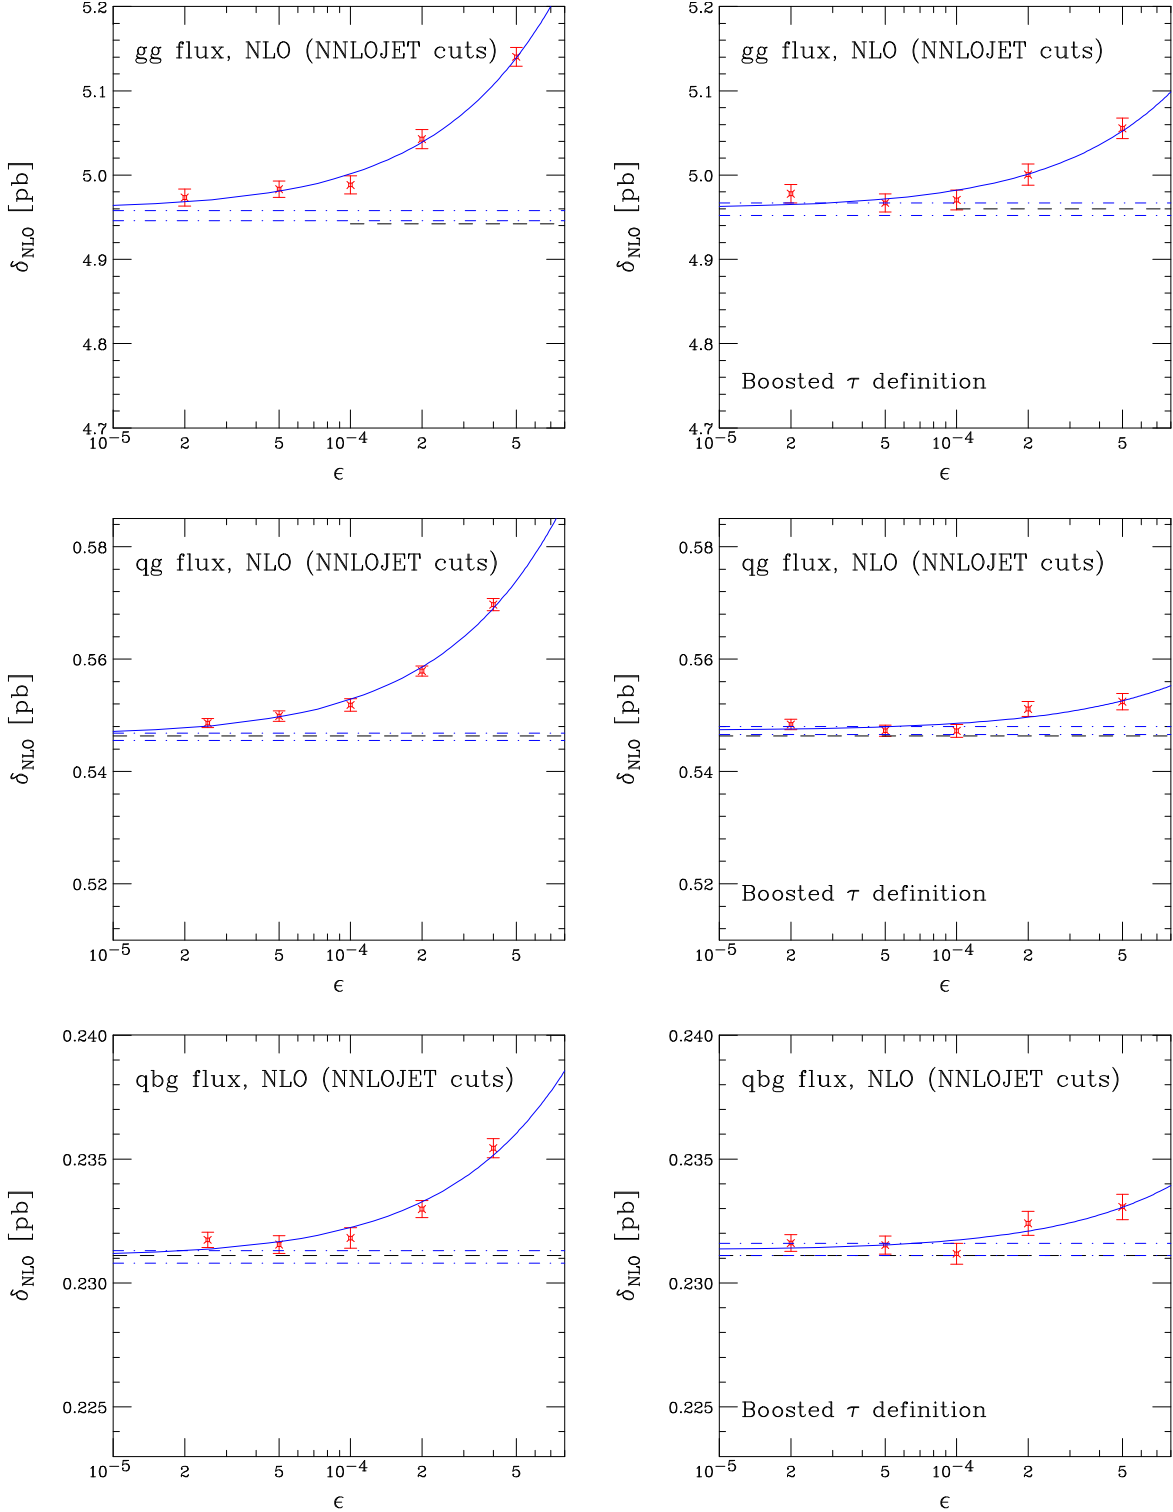 gg flux, NLO (NNLOJET cuts)
5.2
5.1
5.0
4.9
4.8
4.7
δNLO [pb]
10⁻⁵ 2 5 10⁻⁴ 2 5
ϵ
gg flux, NLO (NNLOJET cuts)
5.2
5.1
5.0
4.9
4.8
4.7
δNLO [pb]
Boosted τ definition
10⁻⁵ 2 5 10⁻⁴ 2 5
ϵ
qg flux, NLO (NNLOJET cuts)
0.58
0.56
0.54
0.52
δNLO [pb]
10⁻⁵ 2 5 10⁻⁴ 2 5
ϵ
qg flux, NLO (NNLOJET cuts)
0.58
0.56
0.54
0.52
δNLO [pb]
Boosted τ definition
10⁻⁵ 2 5 10⁻⁴ 2 5
ϵ
0.240
qbg flux, NLO (NNLOJET cuts)
0.235
0.230
0.225
δNLO [pb]
10⁻⁵ 2 5 10⁻⁴ 2 5
ϵ
0.240
qbg flux, NLO (NNLOJET cuts)
0.235
0.230
0.225
δNLO [pb]
Boosted τ definition
10⁻⁵ 2 5 10⁻⁴ 2 5
ϵ